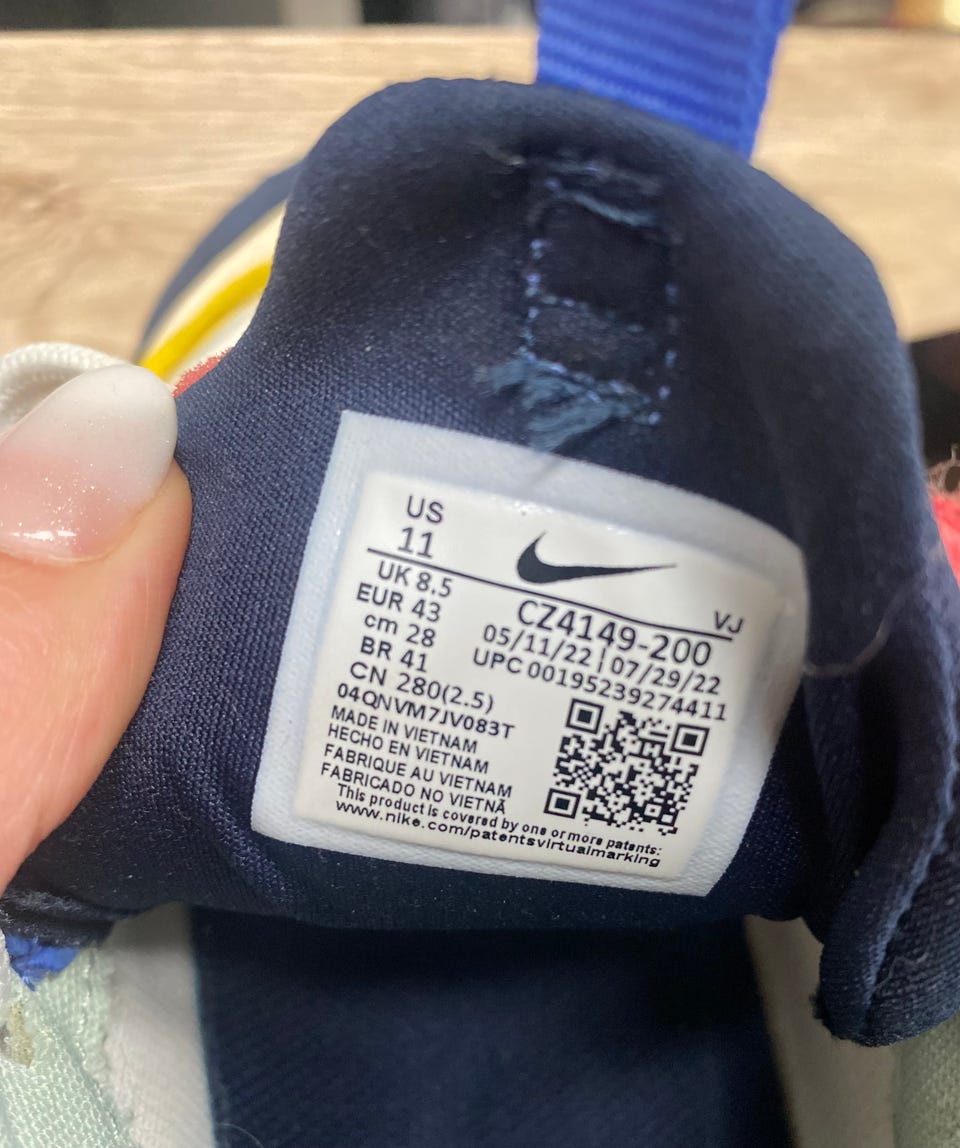 US
11
UK 8.5
EUR 43
cm 28
BR 41
CN 280(2.5)
04QNVM7JV083T
VJ
CZ4149-200
05/11/22 | 07/29/22
UPC 00195239274411
MADE IN VIETNAM
HECHO EN VIETNAM
FABRIQUE AU VIETNAM
FABRICADO NO VIETNÃ
This product is covered by one or more patents:
www.nike.com/patentsvirtualmarking